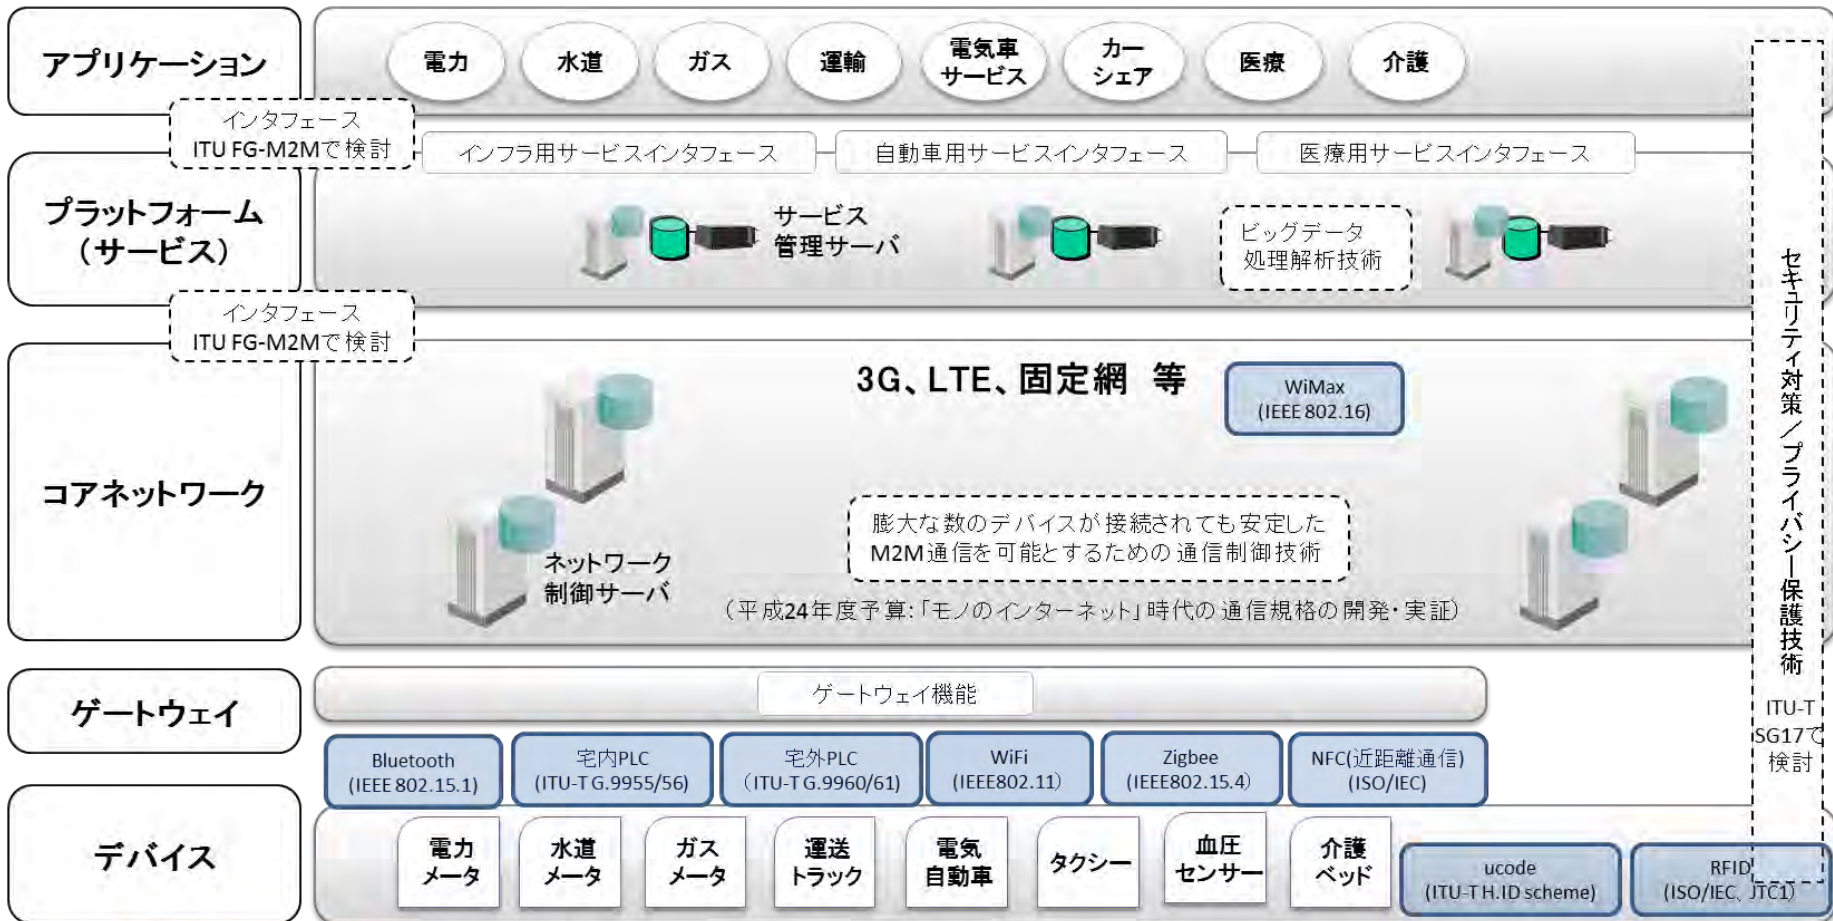 アプリケーション
電力
水道
ガス
運輸
電気車
サービス
カー
シェア
医療
介護
インタフェース
ITU FG-M2Mで検討
インフラ用サービスインタフェース
自動車用サービスインタフェース
医療用サービスインタフェース
プラットフォーム
（サービス）
サービス
管理サーバ
ビッグデータ
処理解析技術
インタフェース
ITU FG-M2Mで検討
コアネットワーク
3G、LTE、固定網 等
WiMax
(IEEE 802.16)
ネットワーク
制御サーバ
膨大な数のデバイスが接続されても安定した
M2M通信を可能とするための通信制御技術
（平成24年度予算：「モノのインターネット」時代の通信規格の開発・実証）
セキュリティ対策／プライバシー保護技術
ITU-T
SG17で
検討
ゲートウェイ
ゲートウェイ機能
Bluetooth
(IEEE 802.15.1)
宅内PLC
(ITU-T G.9955/56)
宅外PLC
（ITU-T G.9960/61)
WiFi
(IEEE802.11）
Zigbee
(IEEE802.15.4）
NFC(近距離通信)
(ISO/IEC)
デバイス
電力
メータ
水道
メータ
ガス
メータ
運送
トラック
電気
自動車
タクシー
血圧
センサー
介護
ベッド
ucode
(ITU-T H.ID scheme)
RFID
(ISO/IEC、JTC1）